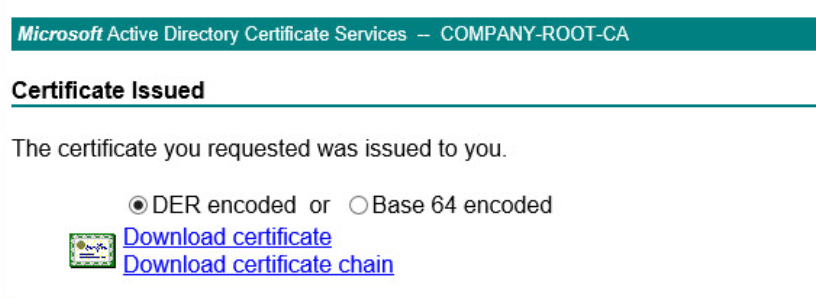 Microsoft Active Directory Certificate Services -- COMPANY-ROOT-CA
Certificate Issued
The certificate you requested was issued to you.
DER encoded or Base 64 encoded
Download certificate
Download certificate chain